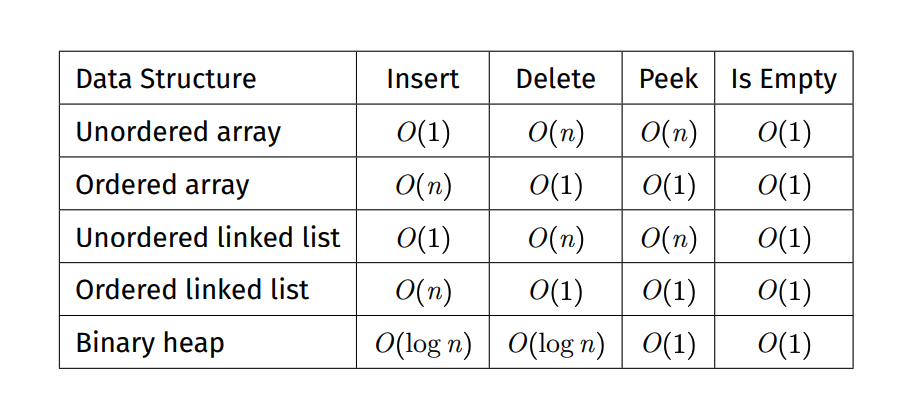 Data Structure Insert Delete Peek Is Empty
Unordered array O(1) O(n) O(n) O(1)
Ordered array O(n) O(1) O(1) O(1)
Unordered linked list O(1) O(n) O(n) O(1)
Ordered linked list O(n) O(1) O(1) O(1)
Binary heap O(log n) O(log n) O(1) O(1)